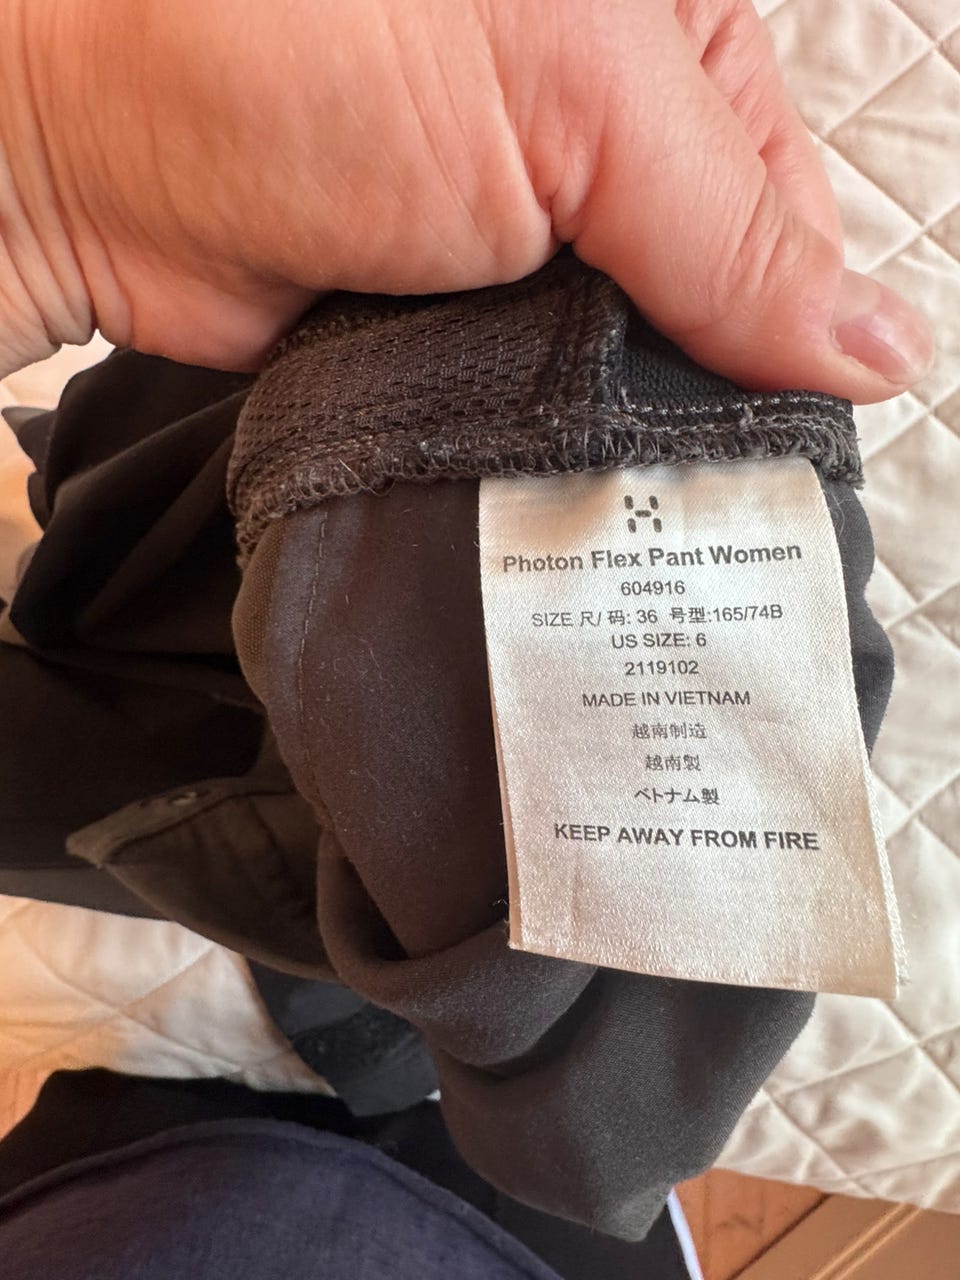 Photon Flex Pant Women
604916
SIZE 尺/ 码: 36 号型:165/74B
US SIZE: 6
2119102
MADE IN VIETNAM
越南制造
越南製
ベトナム製
KEEP AWAY FROM FIRE